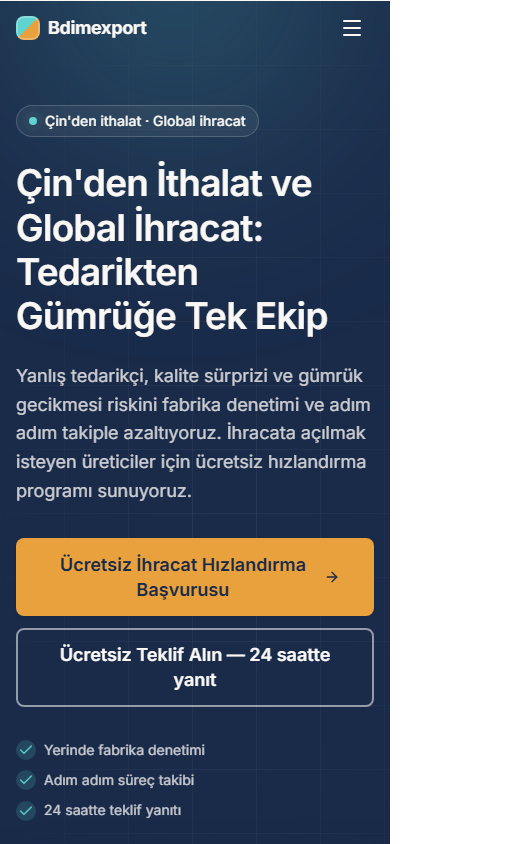 Bdimexport
Çin'den ithalat · Global ihracat
Çin'den İthalat ve
Global İhracat:
Tedarikten
Gümrüğe Tek Ekip
Yanlış tedarikçi, kalite sürprizi ve gümrük
gecikmesi riskini fabrika denetimi ve adım
adım takiple azaltıyoruz. İhracata açılmak
isteyen üreticiler için ücretsiz hızlandırma
programı sunuyoruz.
Ücretsiz İhracat Hızlandırma
Başvurusu
Ücretsiz Teklif Alın — 24 saatte
yanıt
Yerinde fabrika denetimi
Adım adım süreç takibi
24 saatte teklif yanıtı